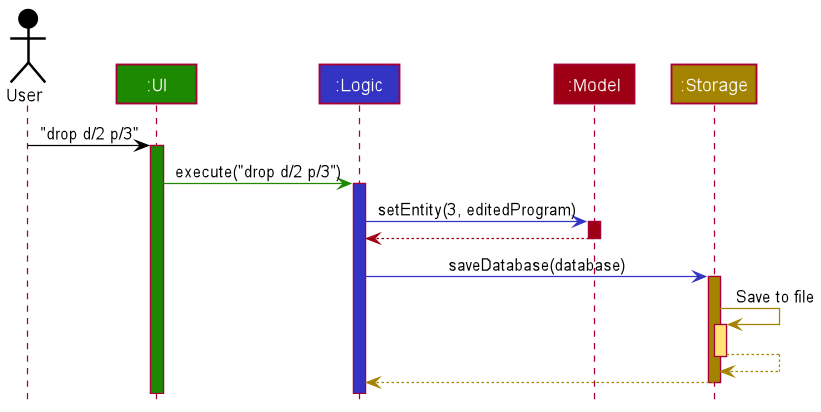 User
:UI
:Logic
:Model
:Storage
"drop d/2 p/3"
execute("drop d/2 p/3")
setEntity(3, editedProgram)
saveDatabase(database)
Save to file